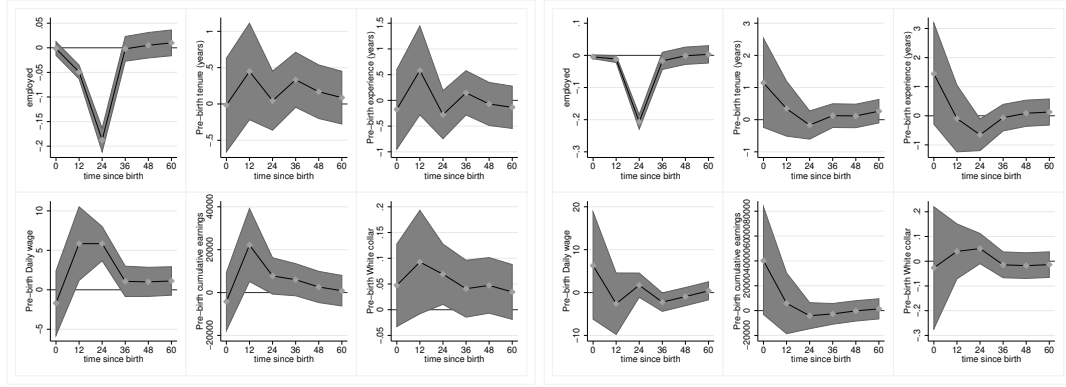 employed
.05
0
-.05
-.1
-.15
-.2
0 12 24 36 48 60
time since birth
Pre-birth tenure (years)
1
.5
0
-.5
0 12 24 36 48 60
time since birth
Pre-birth experience (years)
1.5
1
.5
0
-.5
-1
0 12 24 36 48 60
time since birth
Pre-birth Daily wage
10
5
0
-5
0 12 24 36 48 60
time since birth
Pre-birth cumulative earnings
40000
20000
0
-20000
0 12 24 36 48 60
time since birth
Pre-birth White collar
.2
.15
.1
.05
0
-.05
0 12 24 36 48 60
time since birth
employed
.1
0
-.1
-.2
-.3
0 12 24 36 48 60
time since birth
Pre-birth tenure (years)
3
2
1
0
-1
0 12 24 36 48 60
time since birth
Pre-birth experience (years)
3
2
1
0
-1
0 12 24 36 48 60
time since birth
Pre-birth Daily wage
20
10
0
-10
0 12 24 36 48 60
time since birth
Pre-birth cumulative earnings
0
-20000
0 12 24 36 48 60
time since birth
Pre-birth White collar
.2
.1
0
-.1
-.2
-.3
0 12 24 36 48 60
time since birth